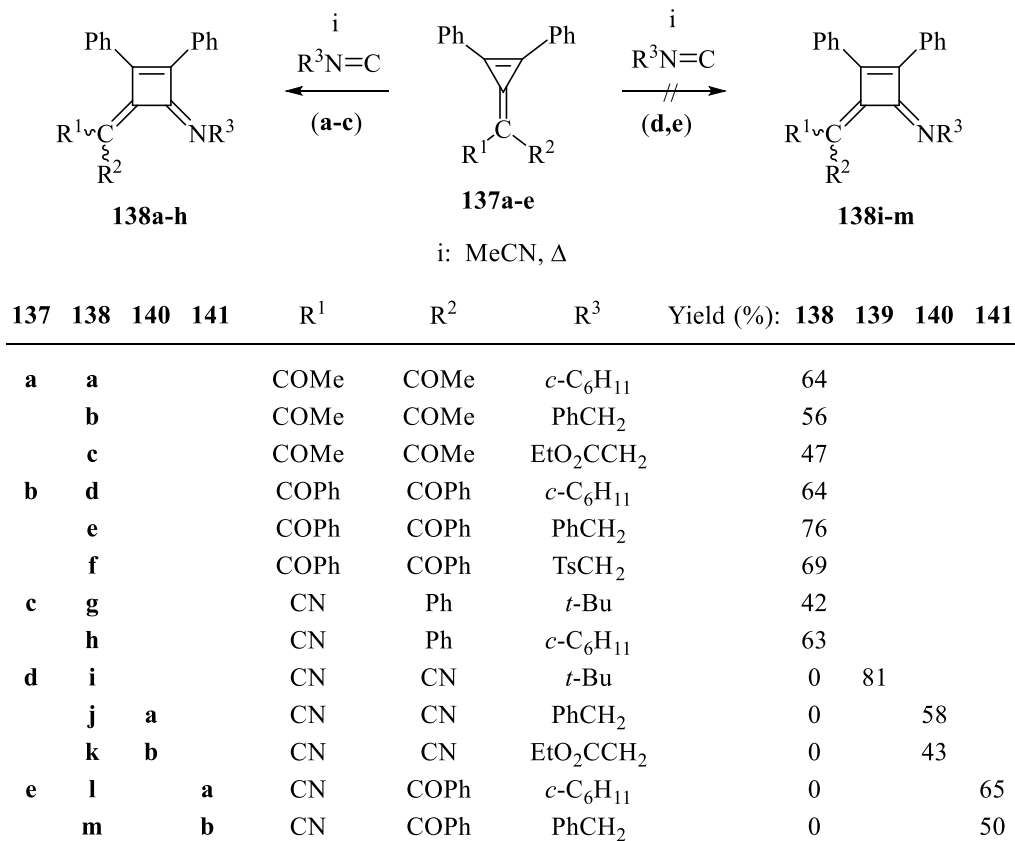 Ph Ph i Ph Ph i Ph Ph
R³N=C R³N=C
(a-c) (d,e)
R¹ C NR³ C R¹ C NR³
R² R¹ R² R²
138a-h 137a-e 138i-m
i: MeCN, Δ
137 138 140 141 R¹ R² R³ Yield (%): 138 139 140 141
a a COMe COMe c-C₆H₁₁ 64
b COMe COMe PhCH₂ 56
c COMe COMe EtO₂CCH₂ 47
b d COPh COPh c-C₆H₁₁ 64
e COPh COPh PhCH₂ 76
f COPh COPh TsCH₂ 69
c g CN Ph t-Bu 42
h CN Ph c-C₆H₁₁ 63
d i CN CN t-Bu 0 81
j a CN CN PhCH₂ 0 58
k b CN CN EtO₂CCH₂ 0 43
e l a CN COPh c-C₆H₁₁ 0 65
m b CN COPh PhCH₂ 0 50